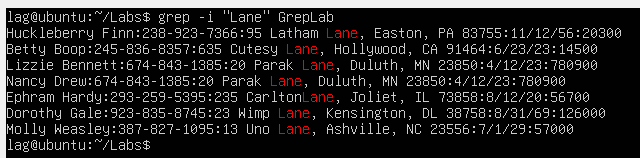 lag@ubuntu:~/Labs$ grep -i "Lane" GrepLab
Huckleberry Finn:238-923-7366:95 Latham Lane, Easton, PA 83755:11/12/56:20300
Betty Boop:245-836-8357:635 Cutesy Lane, Hollywood, CA 91464:6/23/23:14500
Lizzie Bennett:674-843-1385:20 Parak Lane, Duluth, MN 23850:4/12/23:780900
Nancy Drew:674-843-1385:20 Parak Lane, Duluth, MN 23850:4/12/23:780900
Ephram Hardy:293-259-5395:235 CarltonLane, Joliet, IL 73858:8/12/20:56700
Dorothy Gale:923-835-8745:23 Wimp Lane, Kensington, DL 38758:8/31/69:126000
Molly Weasley:387-827-1095:13 Uno Lane, Ashville, NC 23556:7/1/29:57000
lag@ubuntu:~/Labs$